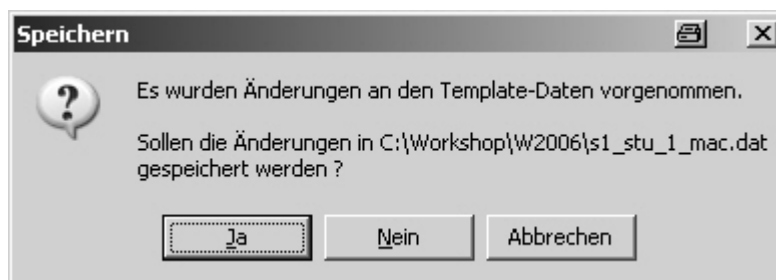 Speichern
Es wurden Änderungen an den Template-Daten vorgenommen.
Sollen die Änderungen in C:\Workshop\W2006\s1_stu_1_mac.dat
gespeichert werden ?
Ja
Nein
Abbrechen